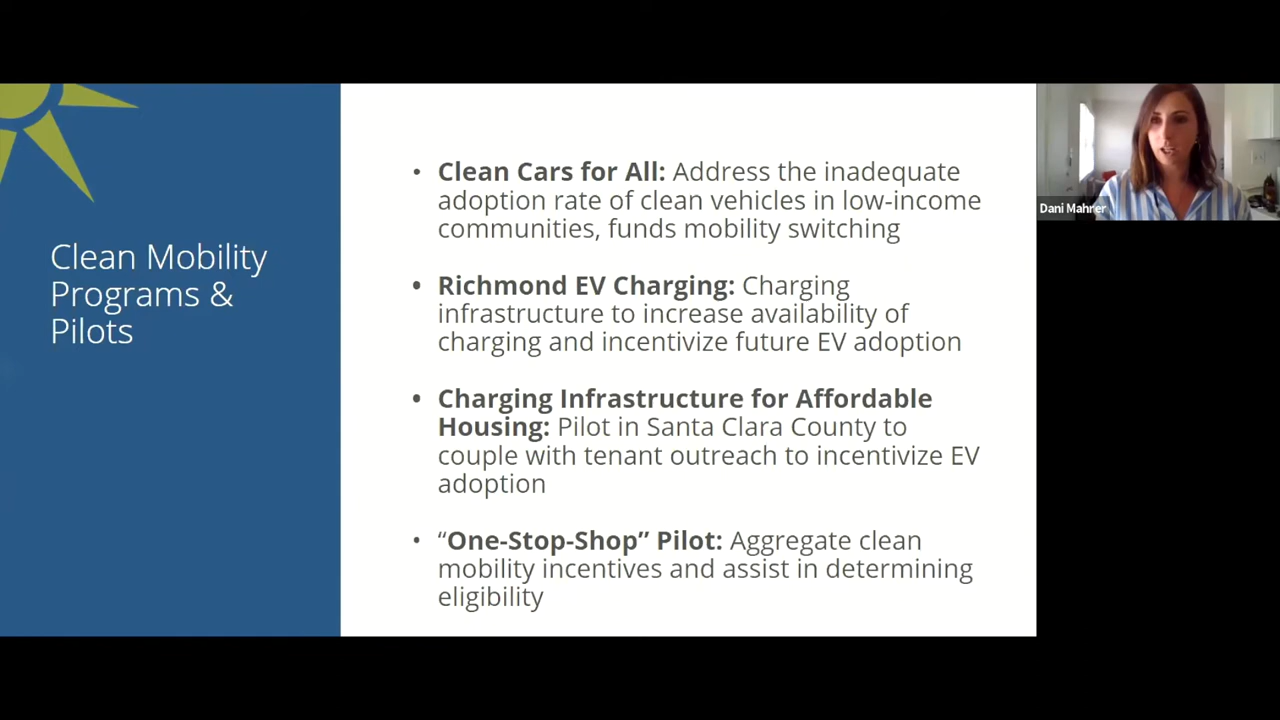 Clean Mobility
Programs &
Pilots
• Clean Cars for All: Address the inadequate
adoption rate of clean vehicles in low-income
communities, funds mobility switching
• Richmond EV Charging: Charging
infrastructure to increase availability of
charging and incentivize future EV adoption
• Charging Infrastructure for Affordable
Housing: Pilot in Santa Clara County to
couple with tenant outreach to incentivize EV
adoption
• “One-Stop-Shop” Pilot: Aggregate clean
mobility incentives and assist in determining
eligibility
Dani Mahrer